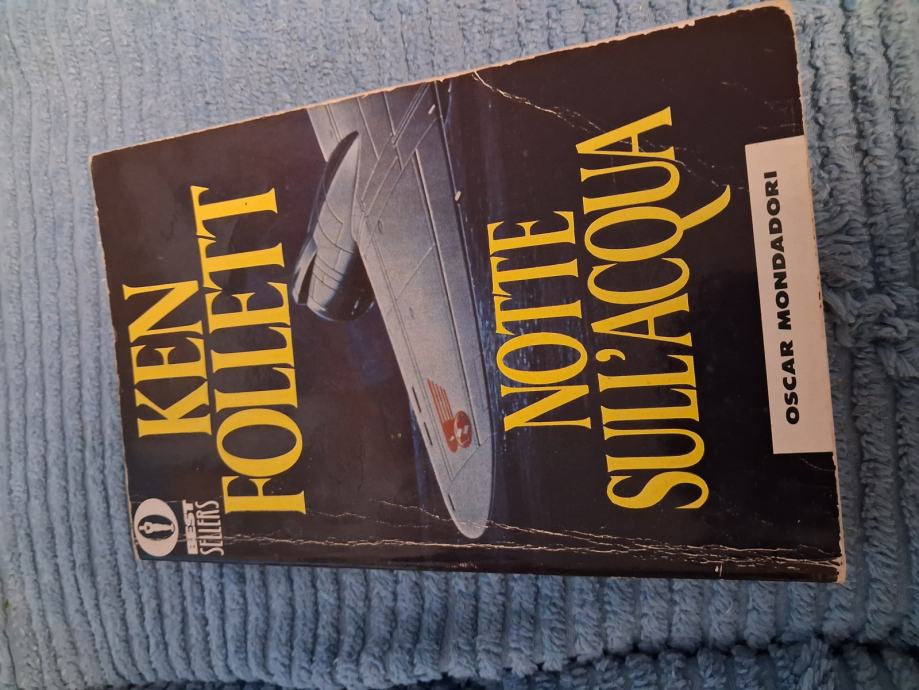 BEST
SELLERS
KEN
FOLLETT
NOTTE
SULL'ACQUA
OSCAR MONDADORI